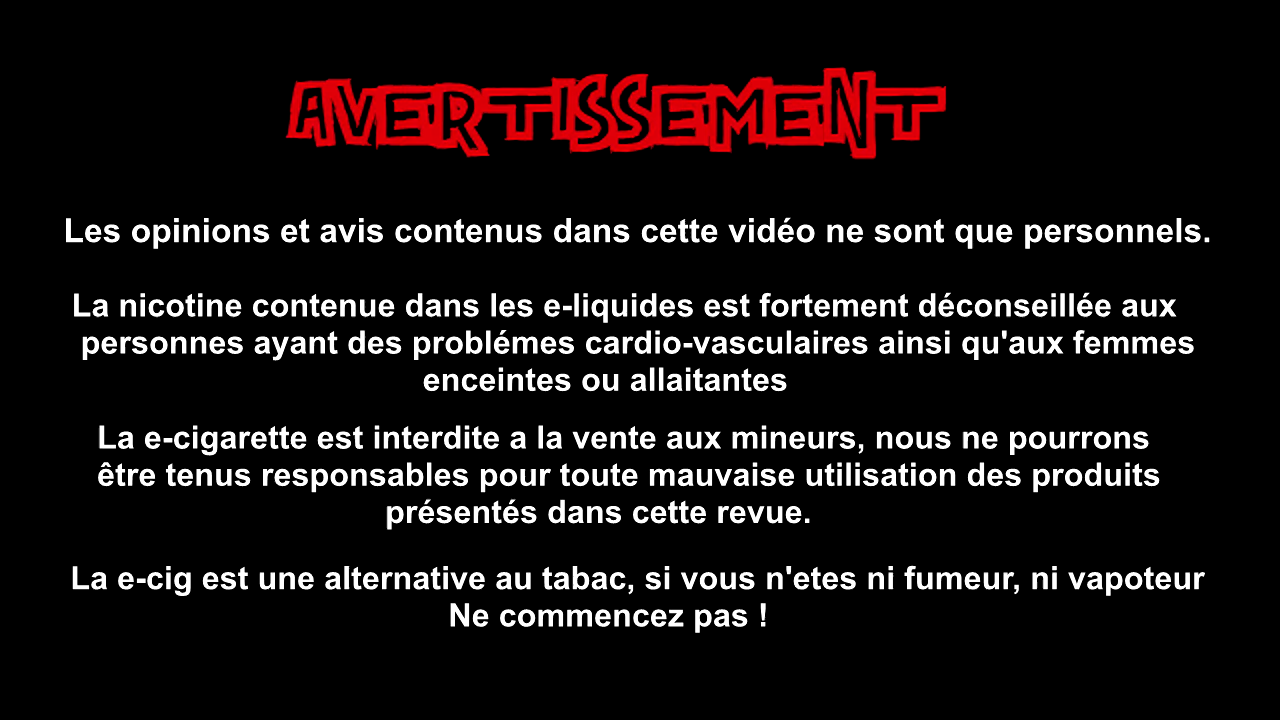 AVERTISSEMENT
Les opinions et avis contenus dans cette vidéo ne sont que personnels.
La nicotine contenue dans les e-liquides est fortement déconseillée aux
personnes ayant des problémes cardio-vasculaires ainsi qu'aux femmes
enceintes ou allaitantes
La e-cigarette est interdite a la vente aux mineurs, nous ne pourrons
être tenus responsables pour toute mauvaise utilisation des produits
présentés dans cette revue.
La e-cig est une alternative au tabac, si vous n'etes ni fumeur, ni vapoteur
Ne commencez pas !